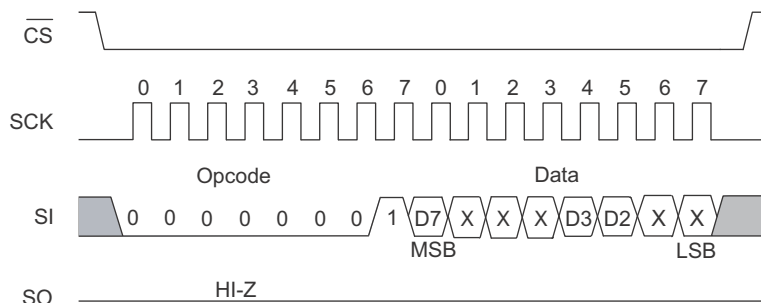 CS
0 1 2 3 4 5 6 7 0 1 2 3 4 5 6 7
SCK
Opcode Data
SI 0 0 0 0 0 0 0 1 D7 X X X D3 D2 X X
MSB LSB
HI-Z
SO